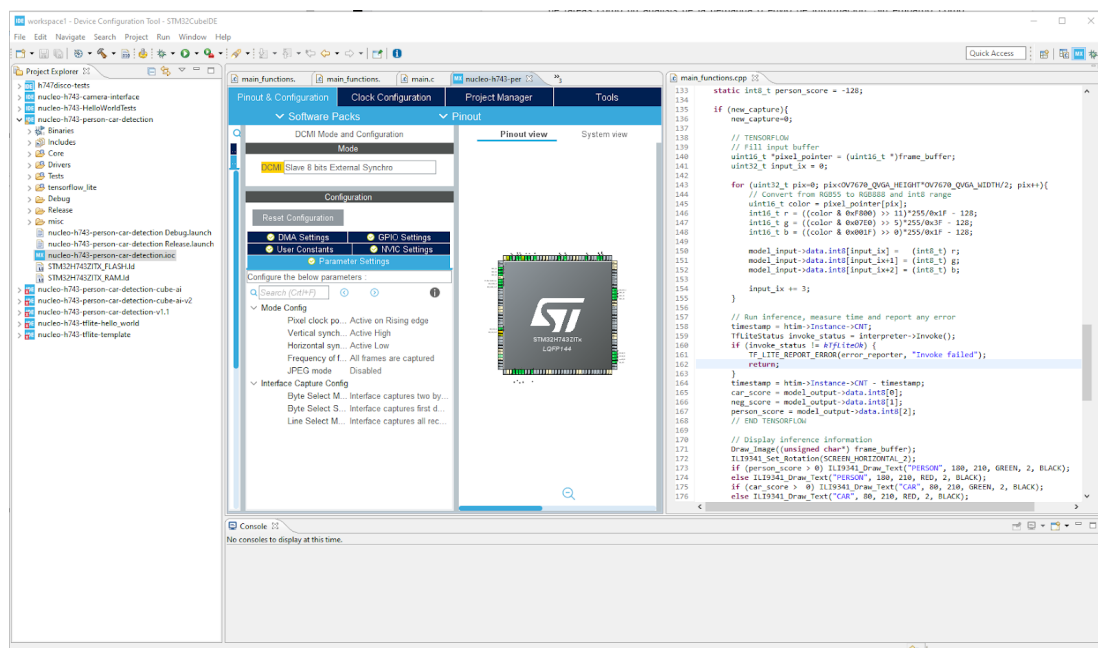 workspace1 - Device Configuration Tool - STM32CubeIDE
File Edit Navigate Search Project Run Window Help
Quick Access
Project Explorer
h747disco-tests
nucleo-h743-camera-interface
nucleo-h743-HelloWorldTests
nucleo-h743-person-car-detection
Binaries
Includes
Core
Drivers
Tests
tensorflow_lite
Debug
Release
misc
nucleo-h743-person-car-detection Debug.launch
nucleo-h743-person-car-detection Release.launch
nucleo-h743-person-car-detection.ioc
STM32H743ZITX_FLASH.ld
STM32H743ZITX_RAM.ld
nucleo-h743-person-car-detection-cube-ai
nucleo-h743-person-car-detection-cube-ai-v2
nucleo-h743-person-car-detection-v1.1
nucleo-h743-tflite-hello_world
nucleo-h743-tflite-template
main_functions. main_functions. main.c nucleo-h743-per
Pinout & Configuration Clock Configuration Project Manager Tools
Software Packs Pinout
DCMI Mode and Configuration
Mode
DCMI Slave 8 bits External Synchro
Configuration
Reset Configuration
DMA Settings GPIO Settings
User Constants NVIC Settings
Parameter Settings
Configure the below parameters :
Search (Crtl+F)
Mode Config
Pixel clock po... Active on Rising edge
Vertical synch... Active High
Horizontal syn... Active Low
Frequency of f... All frames are captured
JPEG mode Disabled
Interface Capture Config
Byte Select M... Interface captures two by...
Byte Select S... Interface captures first d...
Line Select M... Interface captures all rec...
Pinout view System view
STM32H743ZITx
LQFP144
main_functions.cpp
133 static int8_t person_score = -128;
134
135 if (new_capture){
136 new_capture=0;
137
138 // TENSORFLOW
139 // Fill input buffer
140 uint16_t *pixel_pointer = (uint16_t *)frame_buffer;
141 uint32_t input_ix = 0;
142
143 for (uint32_t pix=0; pix<OV7670_QVGA_HEIGHT*OV7670_QVGA_WIDTH/2; pix++){
144 // Convert from RGB55 to RGB888 and int8 range
145 uint16_t color = pixel_pointer[pix];
146 int16_t r = ((color & 0xF800) >> 11)*255/0x1F - 128;
147 int16_t g = ((color & 0x07E0) >> 5)*255/0x3F - 128;
148 int16_t b = ((color & 0x001F) >> 0)*255/0x1F - 128;
149
150 model_input->data.int8[input_ix] = (int8_t) r;
151 model_input->data.int8[input_ix+1] = (int8_t) g;
152 model_input->data.int8[input_ix+2] = (int8_t) b;
153
154 input_ix += 3;
155 }
156
157 // Run inference, measure time and report any error
158 timestamp = htim->Instance->CNT;
159 TfLiteStatus invoke_status = interpreter->Invoke();
160 if (invoke_status != kTfLiteOk) {
161 TF_LITE_REPORT_ERROR(error_reporter, "Invoke failed");
162 return;
163 }
164 timestamp = htim->Instance->CNT - timestamp;
165 car_score = model_output->data.int8[0];
166 neg_score = model_output->data.int8[1];
167 person_score = model_output->data.int8[2];
168 // END TENSORFLOW
169
170 // Display inference information
171 Draw_Image((unsigned char*) frame_buffer);
172 ILI9341_Set_Rotation(SCREEN_HORIZONTAL_2);
173 if (person_score > 0) ILI9341_Draw_Text("PERSON", 180, 210, GREEN, 2, BLACK);
174 else ILI9341_Draw_Text("PERSON", 180, 210, RED, 2, BLACK);
175 if (car_score > 0) ILI9341_Draw_Text("CAR", 80, 210, GREEN, 2, BLACK);
176 else ILI9341_Draw_Text("CAR", 80, 210, RED, 2, BLACK);
Console
No consoles to display at this time.